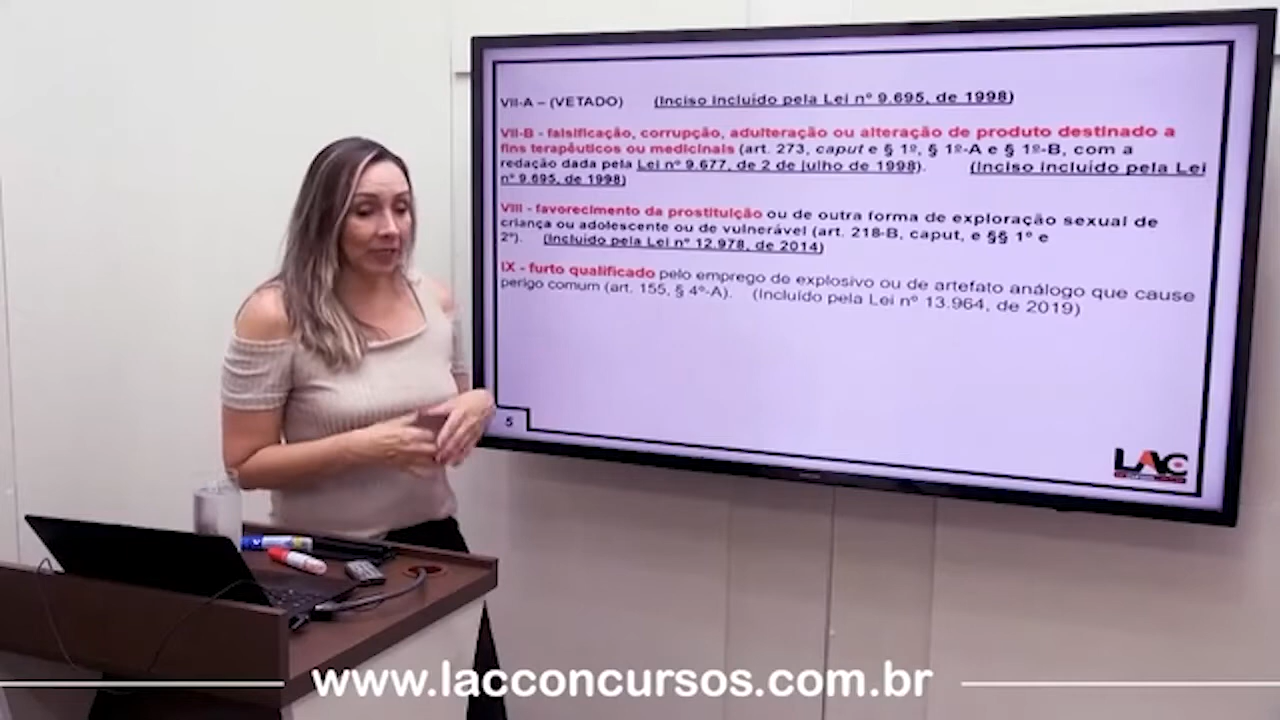 VII-A – (VETADO) (Inciso incluído pela Lei nº 9.695, de 1998)
VII-B - falsificação, corrupção, adulteração ou alteração de produto destinado a
fins terapêuticos ou medicinais (art. 273, caput e § 1º, § 1º-A e § 1º-B, com a
redação dada pela Lei nº 9.677, de 2 de julho de 1998). (Inciso incluído pela Lei
nº 9.695, de 1998)
VIII - favorecimento da prostituição ou de outra forma de exploração sexual de
criança ou adolescente ou de vulnerável (art. 218-B, caput, e §§ 1º e
2º). (Incluído pela Lei nº 12.978, de 2014)
IX - furto qualificado pelo emprego de explosivo ou de artefato análogo que cause
perigo comum (art. 155, § 4º-A). (Incluído pela Lei nº 13.964, de 2019)
5
LAC
www.lacconcursos.com.br